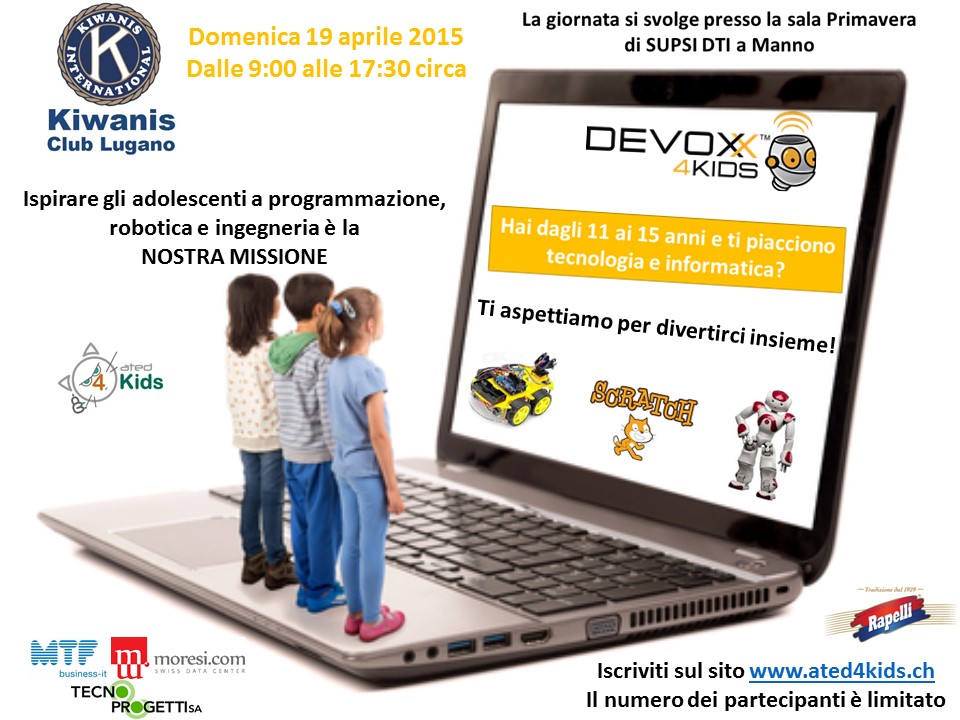 KIWANIS
INTERNATIONAL
K
Kiwanis
Club Lugano
Domenica 19 aprile 2015
Dalle 9:00 alle 17:30 circa
La giornata si svolge presso la sala Primavera
di SUPSI DTI a Manno
Ispirare gli adolescenti a programmazione,
robotica e ingegneria è la
NOSTRA MISSIONE
DEVOXX™
4KIDS
Hai dagli 11 ai 15 anni e ti piacciono
tecnologia e informatica?
Ti aspettiamo per divertirci insieme!
SCRATCH
ated
4 Kids
MTF
business-it
m.
moresi.com
SWISS DATA CENTER
TECNO
PROGETTI SA
Tradizione dal 1929
Rapelli
Iscriviti sul sito www.ated4kids.ch
Il numero dei partecipanti è limitato